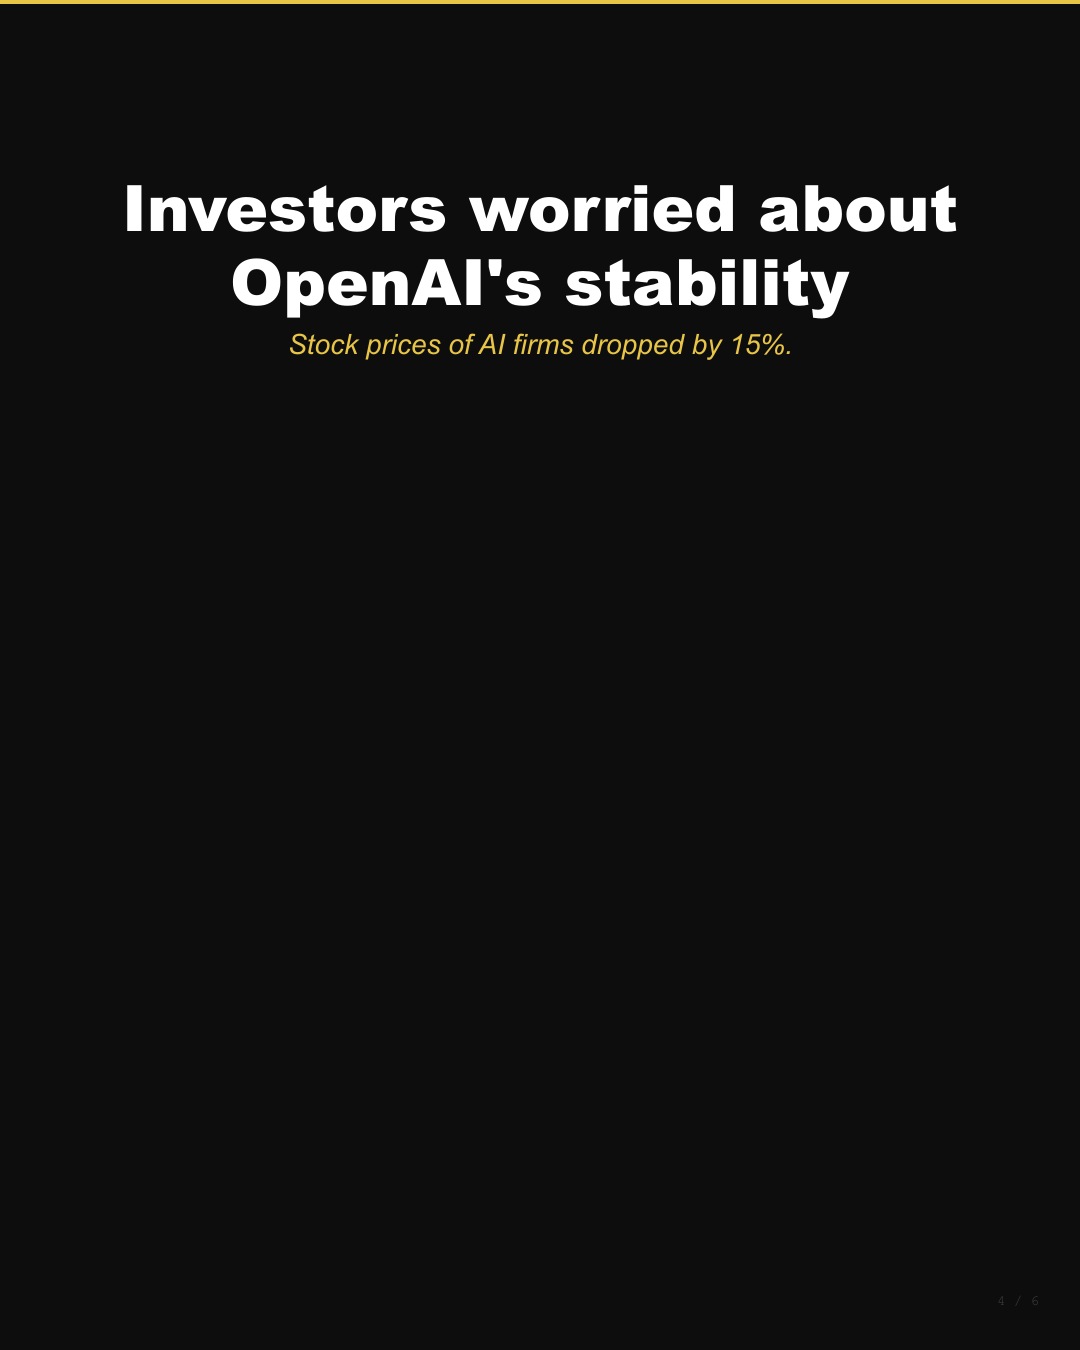 Investors worried about
OpenAI's stability
Stock prices of AI firms dropped by 15%.
4 / 6